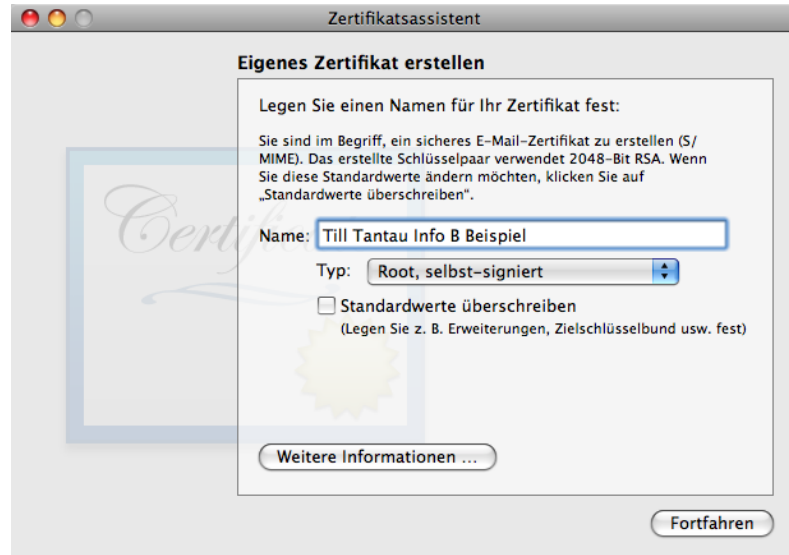 Zertifikatsassistent
Eigenes Zertifikat erstellen
Legen Sie einen Namen für Ihr Zertifikat fest:
Sie sind im Begriff, ein sicheres E-Mail-Zertifikat zu erstellen (S/
MIME). Das erstellte Schlüsselpaar verwendet 2048-Bit RSA. Wenn
Sie diese Standardwerte ändern möchten, klicken Sie auf
„Standardwerte überschreiben“.
Name: Till Tantau Info B Beispiel
Typ: Root, selbst-signiert
Standardwerte überschreiben
(Legen Sie z. B. Erweiterungen, Zielschlüsselbund usw. fest)
Weitere Informationen ...
Fortfahren